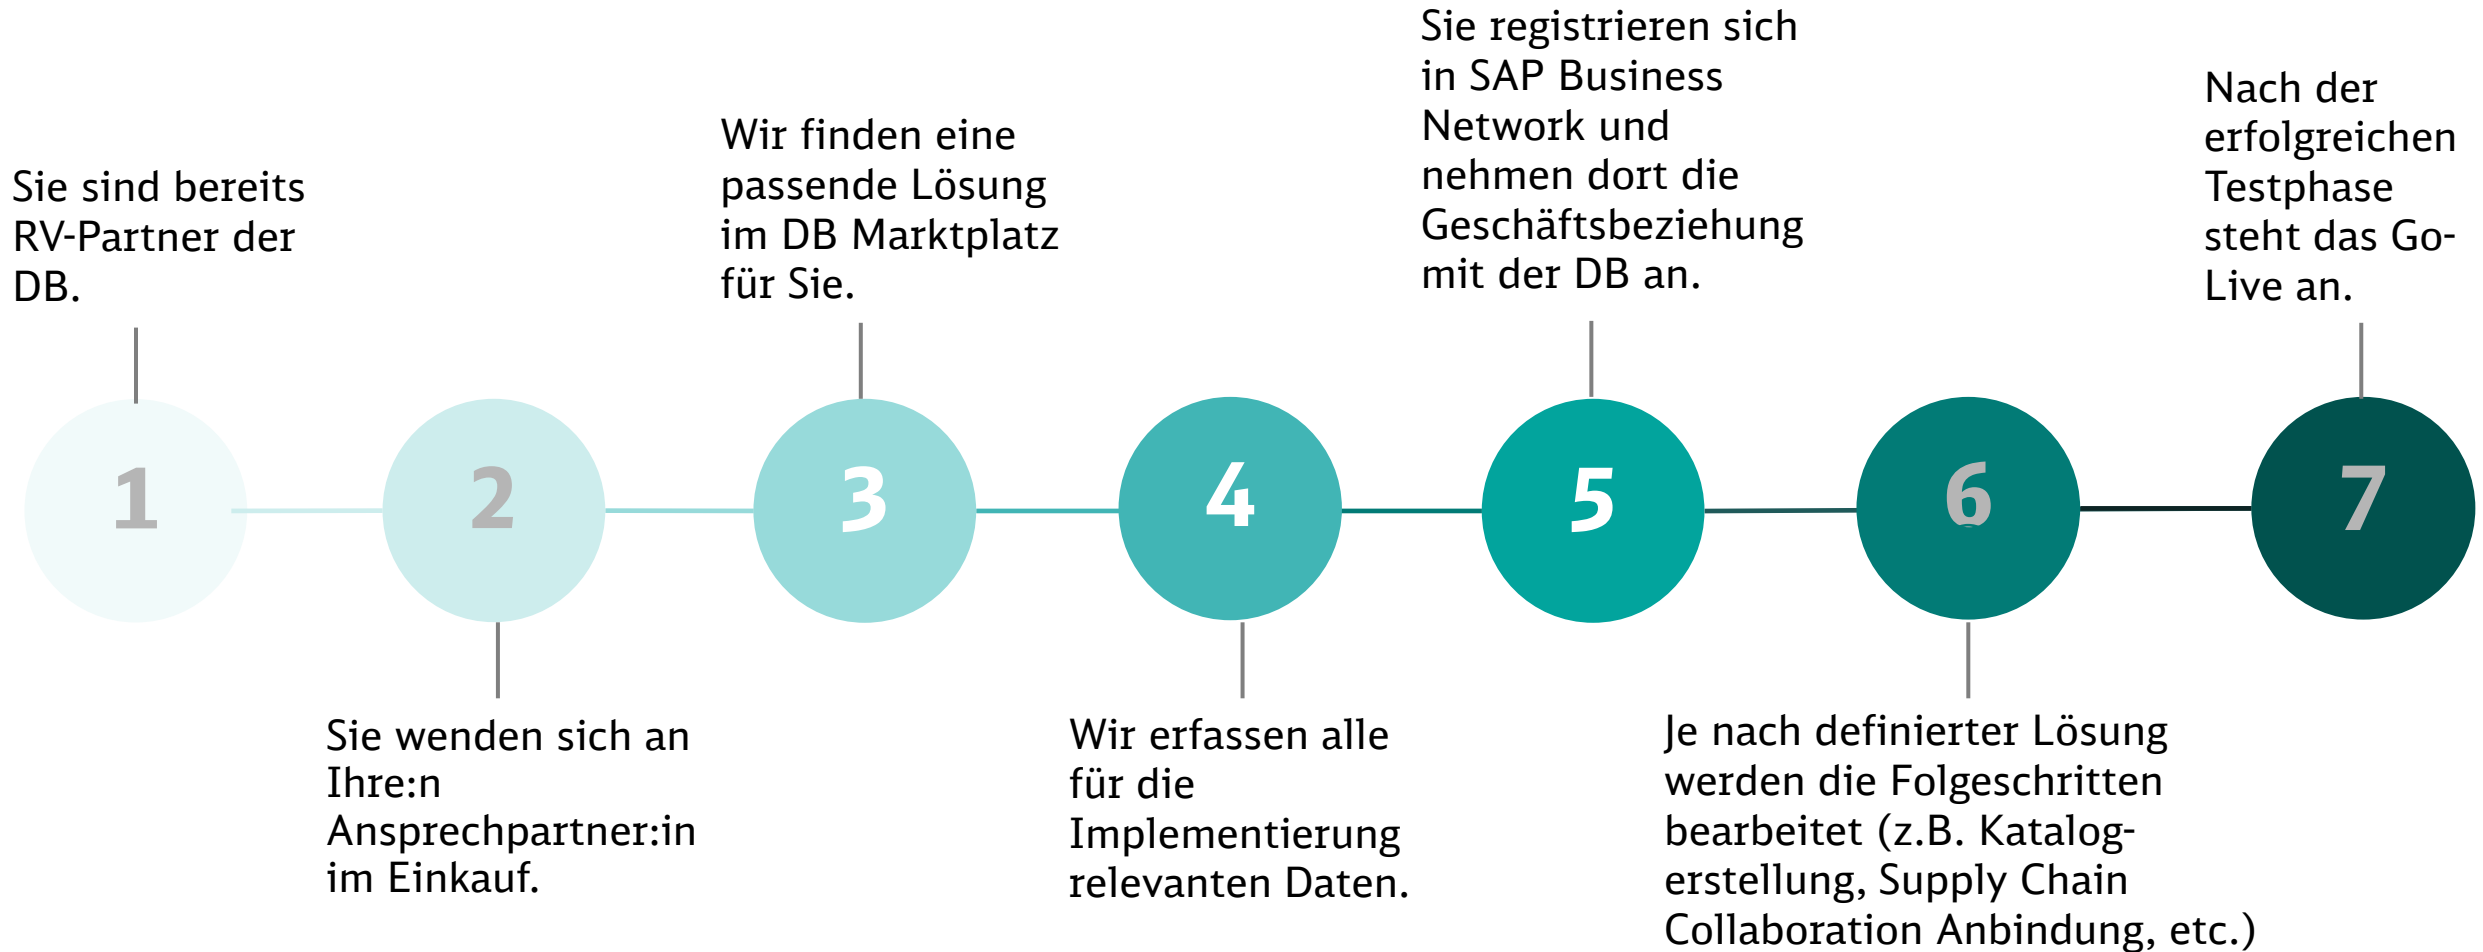 Sie sind bereits
RV-Partner der
DB.
1
2
Sie wenden sich an
Ihre:n
Ansprechpartner:in
im Einkauf.
Wir finden eine
passende Lösung
im DB Marktplatz
für Sie.
3
4
Wir erfassen alle
für die
Implementierung
relevanten Daten.
Sie registrieren sich
in SAP Business
Network und
nehmen dort die
Geschäftsbeziehung
mit der DB an.
5
6
Je nach definierter Lösung
werden die Folgeschritten
bearbeitet (z.B. Katalog-
erstellung, Supply Chain
Collaboration Anbindung, etc.)
Nach der
erfolgreichen
Testphase
steht das Go-
Live an.
7